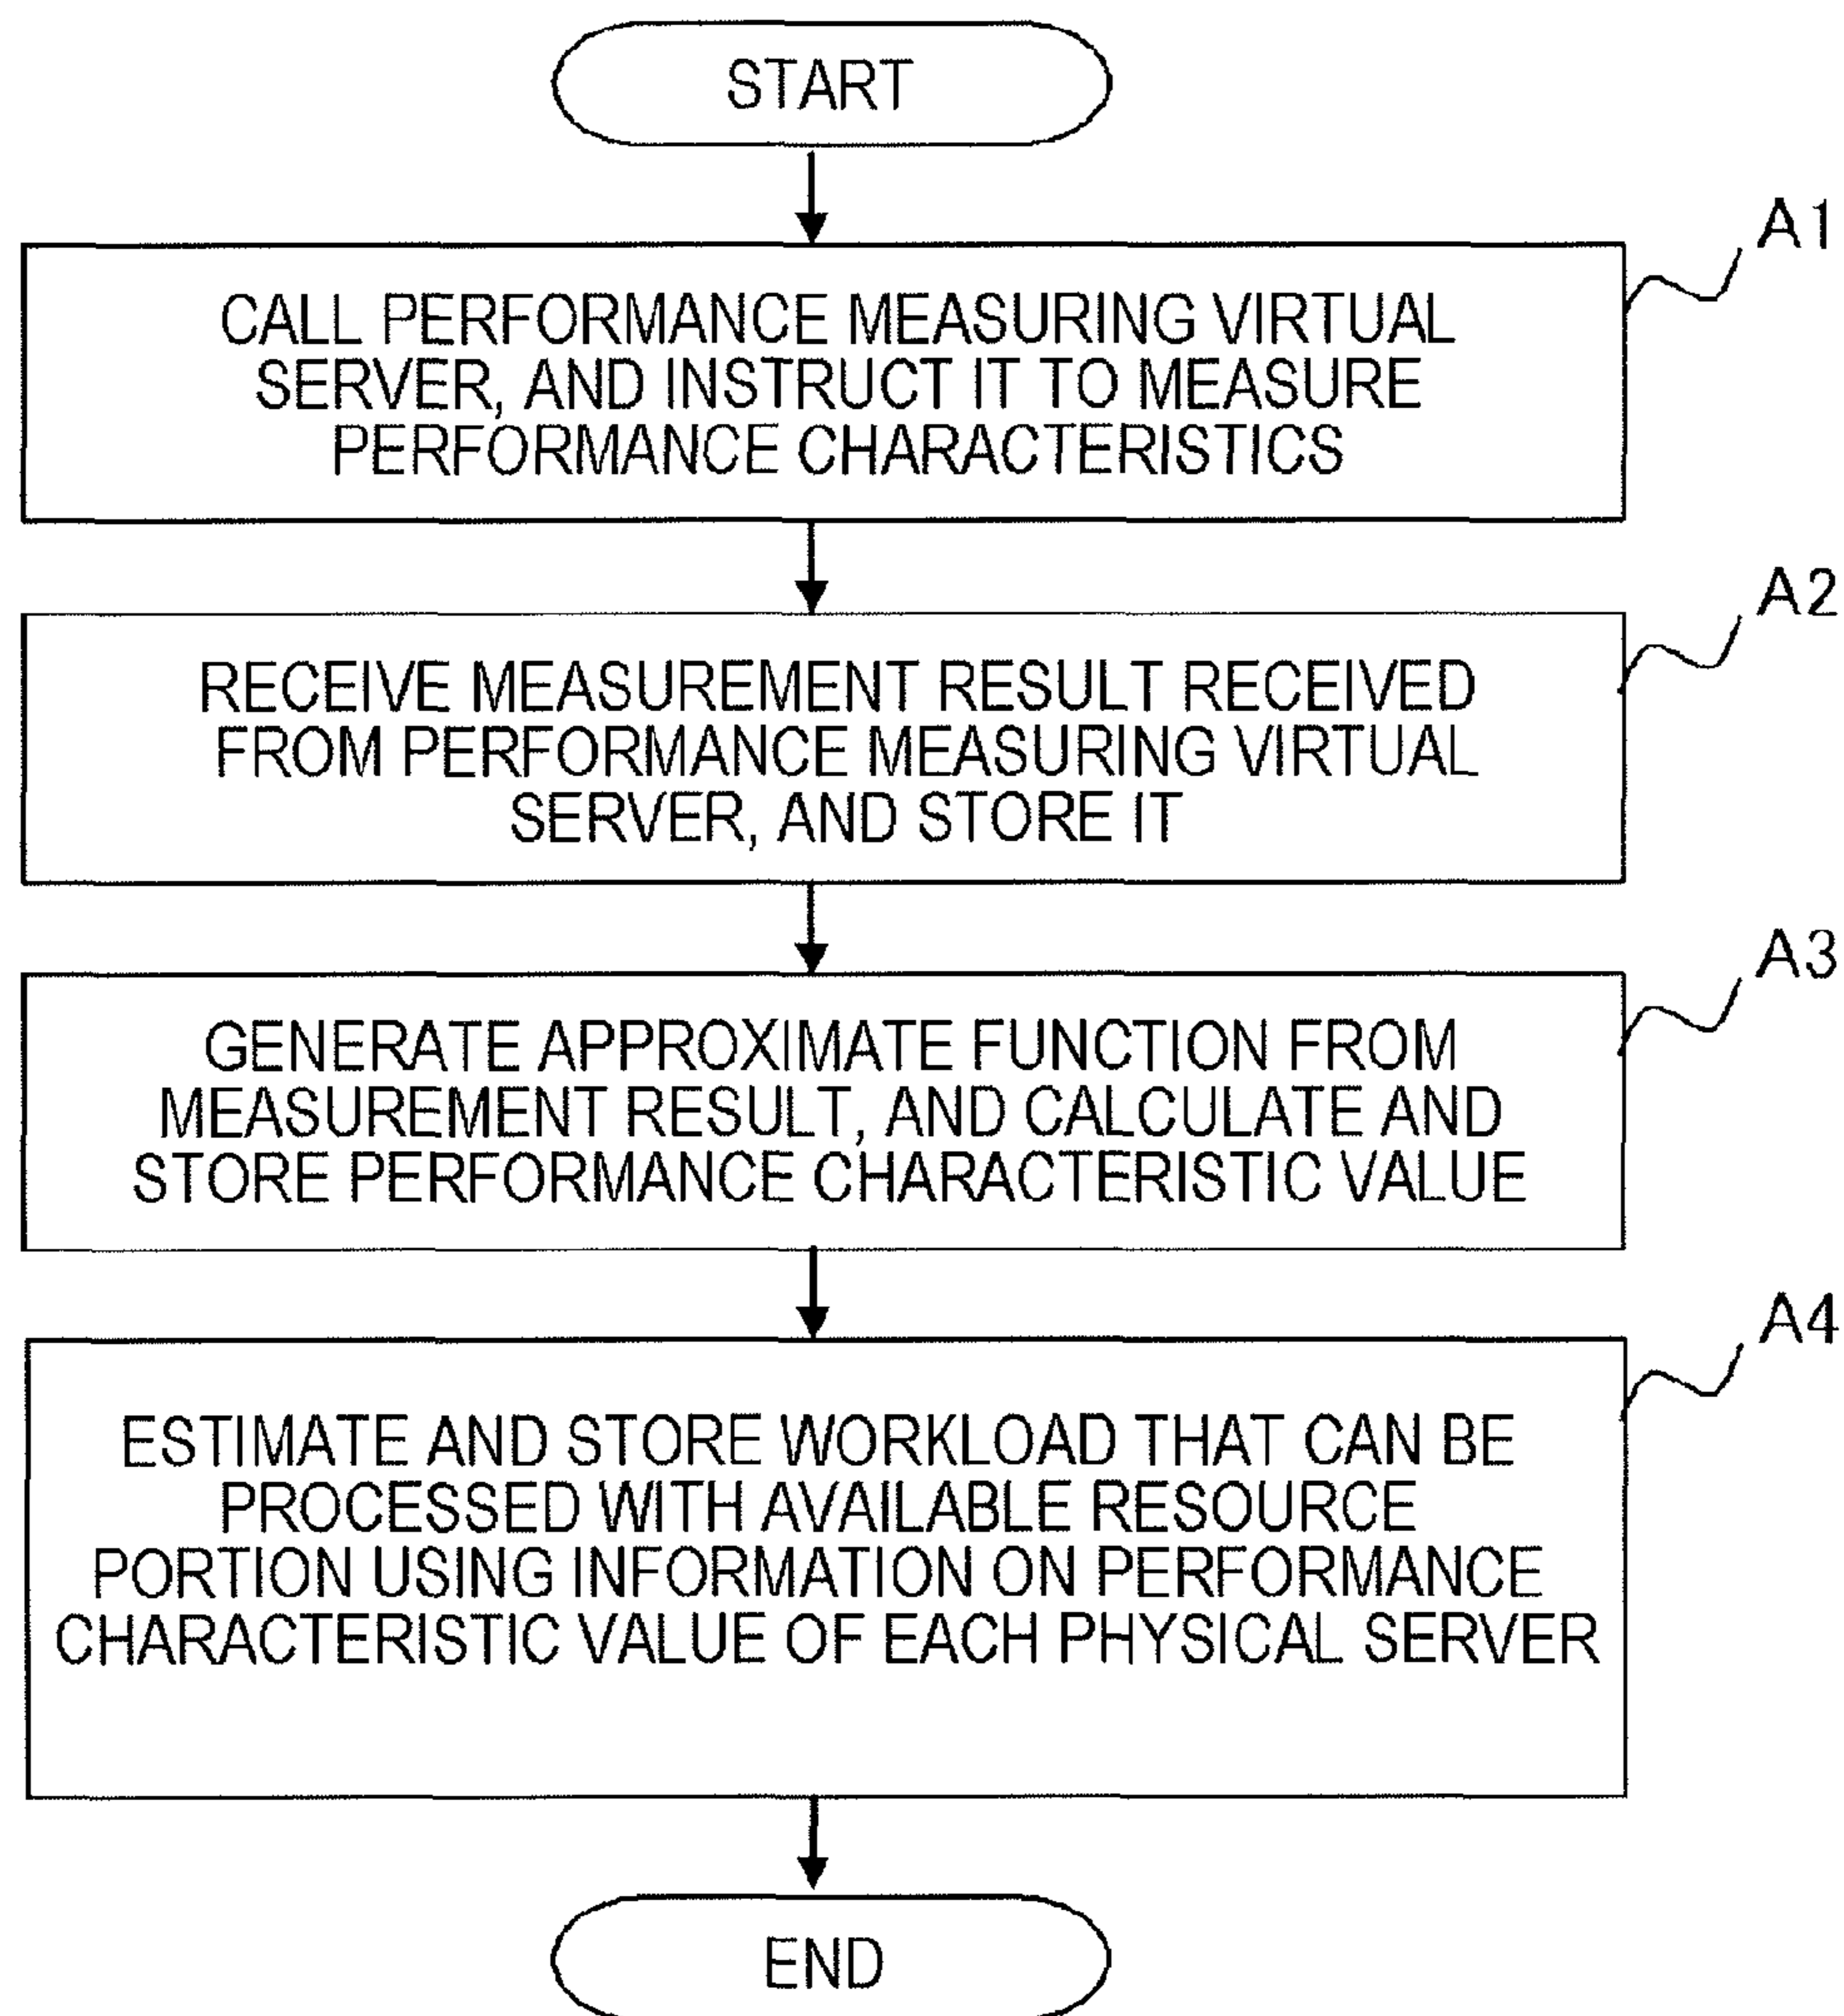 START
A1
CALL PERFORMANCE MEASURING VIRTUAL
SERVER, AND INSTRUCT IT TO MEASURE
PERFORMANCE CHARACTERISTICS
A2
RECEIVE MEASUREMENT RESULT RECEIVED
FROM PERFORMANCE MEASURING VIRTUAL
SERVER, AND STORE IT
A3
GENERATE APPROXIMATE FUNCTION FROM
MEASUREMENT RESULT, AND CALCULATE AND
STORE PERFORMANCE CHARACTERISTIC VALUE
A4
ESTIMATE AND STORE WORKLOAD THAT CAN BE
PROCESSED WITH AVAILABLE RESOURCE
PORTION USING INFORMATION ON PERFORMANCE
CHARACTERISTIC VALUE OF EACH PHYSICAL SERVER
END